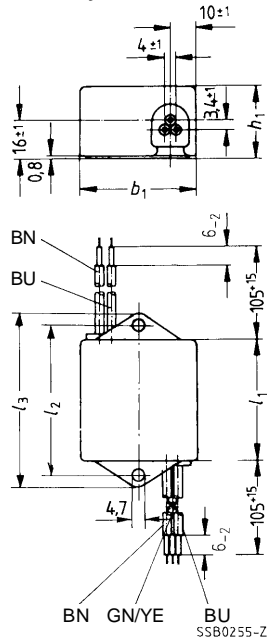 10±1
4±1
3,4±1
h1
16±1
0,8
b1
BN
BU
6-2
105+15
l3
l2
l1
4,7
105+15
6-2
BN GN/YE BU
SSB0255-Z